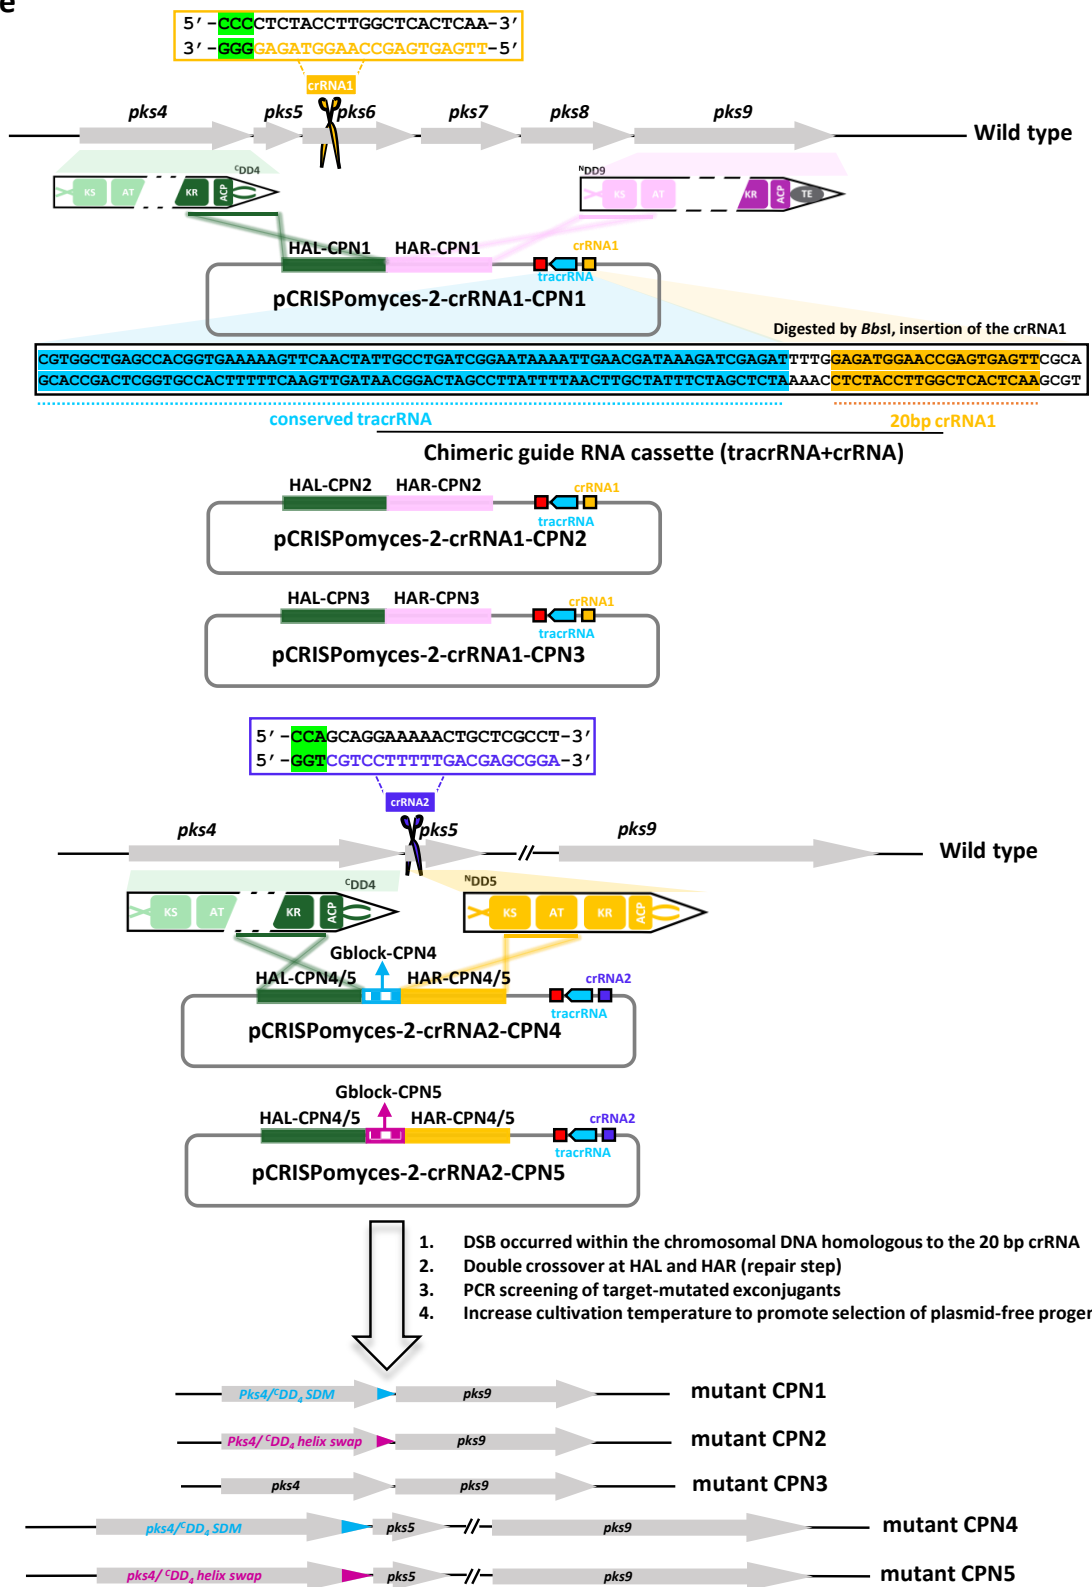 e
5’-CCCCTCTACCTTGGCTCACTCAA-3’
3’-GGGGAGATGGAACCGAGTGAGTT-5’
crRNA1
pks4 pks5 pks6 pks7 pks8 pks9
Wild type
CDD4 NDD9
KS AT KR ACP KS AT KR ACP TE
HAL-CPN1 HAR-CPN1 crRNA1
tracrRNA
pCRISPomyces-2-crRNA1-CPN1
Digested by BbsI, insertion of the crRNA1
CGTGGCTGAGCCACGGTGAAAAAGTTCAACTATTGCCTGATCGGAATAAAATTGAACGATAAAGATCGAGATTTTGGAGATGGAACCGAGTGAGTTCGCA
GCACCGACTCGGTGCCACTTTTTCAAGTTGATAACGGACTAGCCTTATTTTAACTTGCTATTTCTAGCTCTAAAACCTCTACCTTGGCTCACTCAAGCGT
conserved tracrRNA 20bp crRNA1
Chimeric guide RNA cassette (tracrRNA+crRNA)
HAL-CPN2 HAR-CPN2 crRNA1
tracrRNA
pCRISPomyces-2-crRNA1-CPN2
HAL-CPN3 HAR-CPN3 crRNA1
tracrRNA
pCRISPomyces-2-crRNA1-CPN3
5’-CCAGCAGGAAAAACTGCTCGCCT-3’
5’-GGTCGTCCTTTTTGACGAGCGGA-3’
crRNA2
pks4 pks5 pks9
Wild type
CDD4 NDD5
KS AT KR ACP KS AT KR ACP
Gblock-CPN4
HAL-CPN4/5 HAR-CPN4/5 crRNA2
tracrRNA
pCRISPomyces-2-crRNA2-CPN4
Gblock-CPN5
HAL-CPN4/5 HAR-CPN4/5 crRNA2
tracrRNA
pCRISPomyces-2-crRNA2-CPN5
1. DSB occurred within the chromosomal DNA homologous to the 20 bp crRNA
2. Double crossover at HAL and HAR (repair step)
3. PCR screening of target-mutated exconjugants
4. Increase cultivation temperature to promote selection of plasmid-free proger
Pks4/CDD4 SDM pks9 mutant CPN1
Pks4/ CDD4 helix swap pks9 mutant CPN2
pks4 pks9 mutant CPN3
pks4/CDD4 SDM pks5 pks9 mutant CPN4
pks4/ CDD4 helix swap pks5 pks9 mutant CPN5